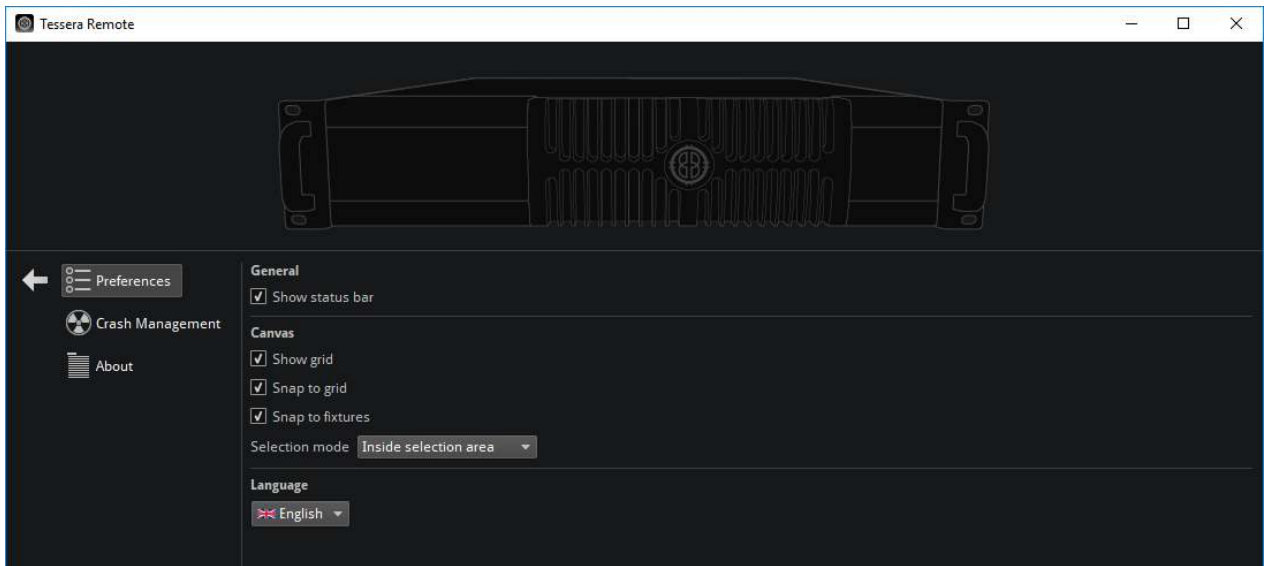 Tessera Remote
Preferences
Crash Management
About
General
Show status bar
Canvas
Show grid
Snap to grid
Snap to fixtures
Selection mode Inside selection area
Language
English